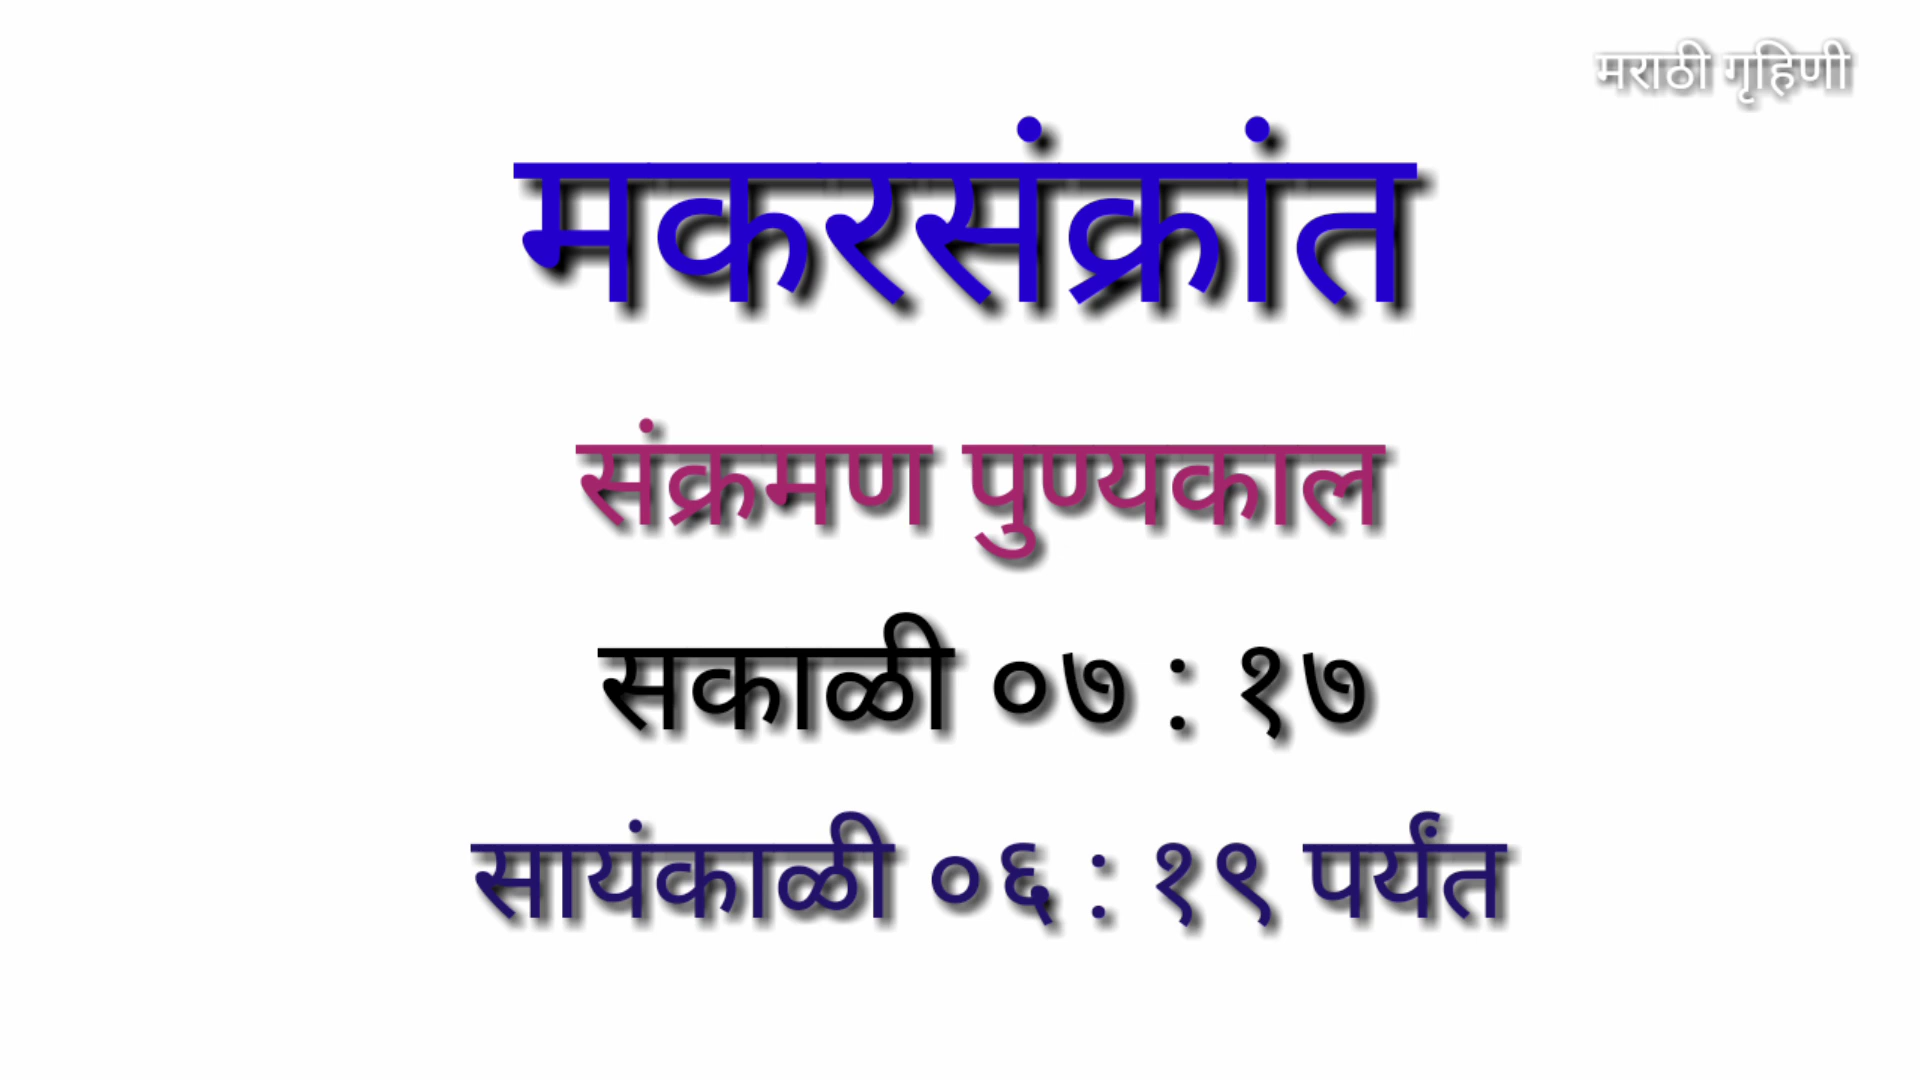 मराठी गृहिणी
मकरसंक्रांत
संक्रमण पुण्यकाल
सकाळी ०७ : १७
सायंकाळी ०६ : १९ पर्यंत